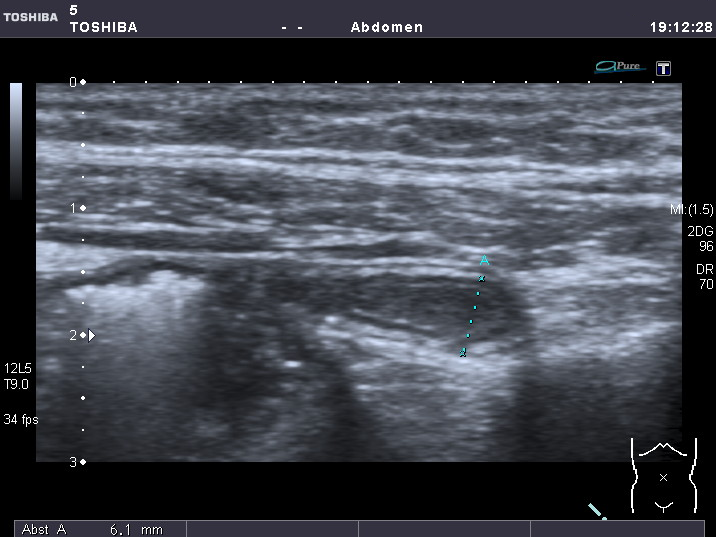 TOSHIBA
5
TOSHIBA - - Abdomen 19:12:28
aPure T
0
1
MI:(1.5)
2DG
96
DR
70
2
12L5
T9.0
34 fps
3
A
Abst A 6.1 mm